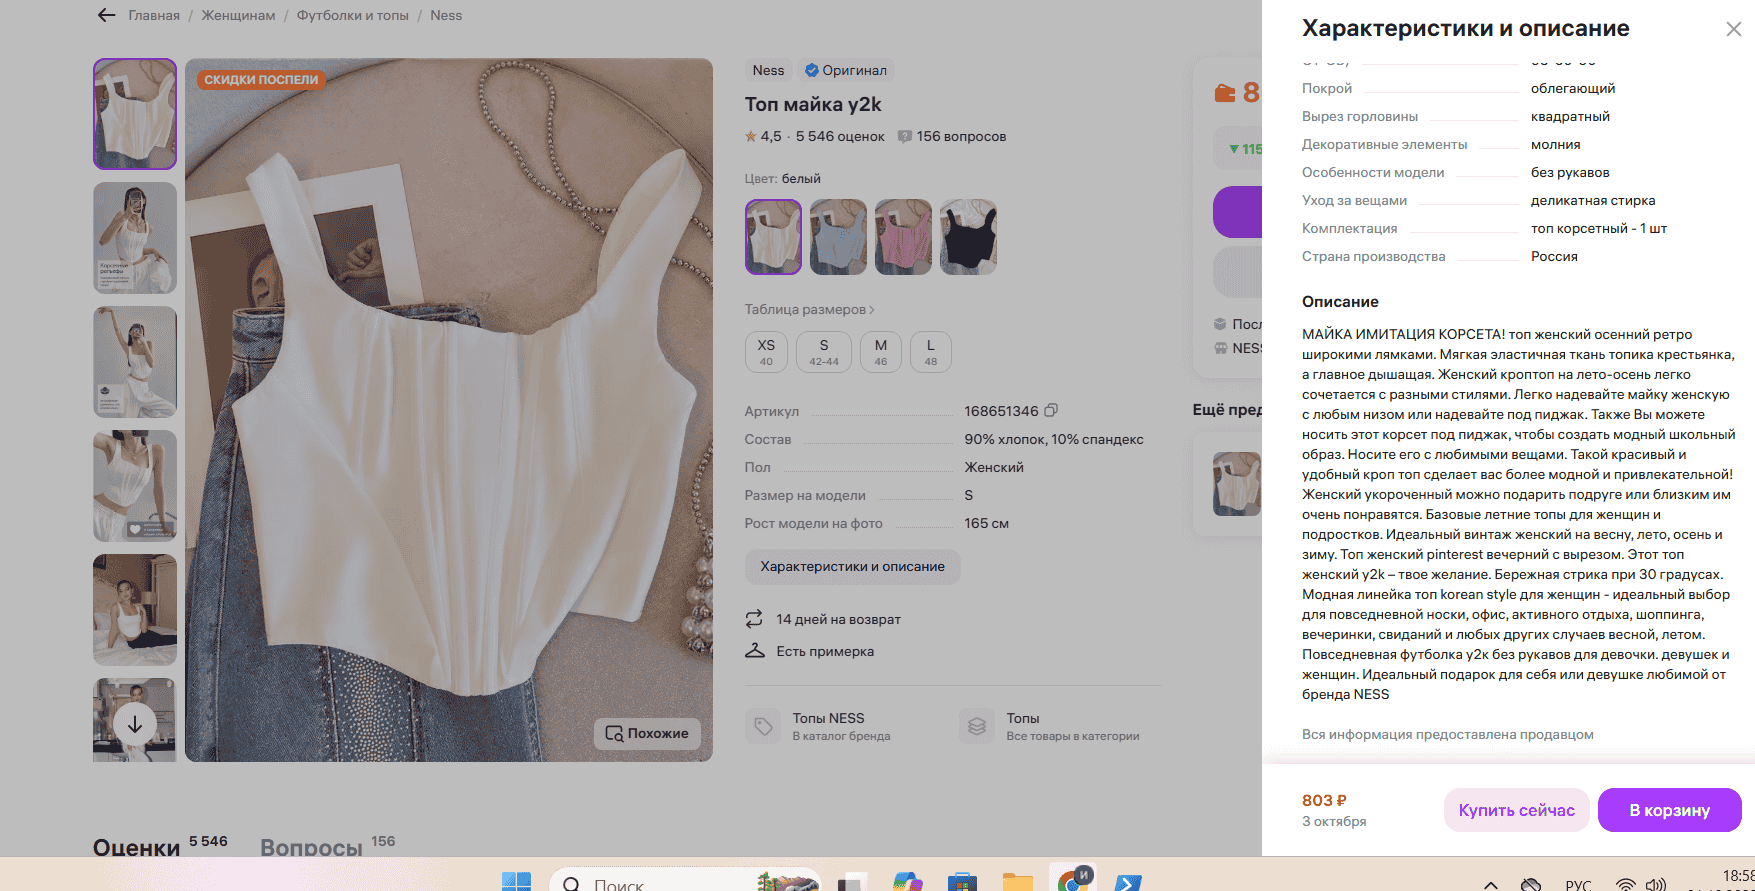 Главная / Женщинам / Футболки и топы / Ness
СКИДКИ ПОСПЕЛИ
Похожие
Ness
Оригинал
Топ майка y2k
4,5 · 5 546 оценок
156 вопросов
Цвет: белый
Таблица размеров
XS
40
S
42-44
M
46
L
48
Артикул 168651346
Состав 90% хлопок, 10% спандекс
Пол Женский
Размер на модели S
Рост модели на фото 165 см
Характеристики и описание
14 дней на возврат
Есть примерка
Топы NESS
В каталог бренда
Топы
Все товары в категории
8
115
Посл
NESS
Ещё пред
Оценки 5 546
Вопросы 156
Характеристики и описание
Покрой облегающий
Вырез горловины квадратный
Декоративные элементы молния
Особенности модели без рукавов
Уход за вещами деликатная стирка
Комплектация топ корсетный - 1 шт
Страна производства Россия
Описание
МАЙКА ИМИТАЦИЯ КОРСЕТА! топ женский осенний ретро
широкими лямками. Мягкая эластичная ткань топика крестьянка,
а главное дышащая. Женский кроптоп на лето-осень легко
сочетается с разными стилями. Легко надевайте майку женскую
с любым низом или надевайте под пиджак. Также Вы можете
носить этот корсет под пиджак, чтобы создать модный школьный
образ. Носите его с любимыми вещами. Такой красивый и
удобный кроп топ сделает вас более модной и привлекательной!
Женский укороченный можно подарить подруге или близким им
очень понравятся. Базовые летние топы для женщин и
подростков. Идеальный винтаж женский на весну, лето, осень и
зиму. Топ женский pinterest вечерний с вырезом. Этот топ
женский y2k – твое желание. Бережная стрика при 30 градусах.
Модная линейка топ korean style для женщин - идеальный выбор
для повседневной носки, офис, активного отдыха, шоппинга,
вечеринки, свиданий и любых других случаев весной, летом.
Повседневная футболка y2к без рукавов для девочки. девушек и
женщин. Идеальный подарок для себя или девушке любимой от
бренда NESS
Вся информация предоставлена продавцом
803 ₽
3 октября
Купить сейчас
В корзину
Поиск
И
РУС
18:58